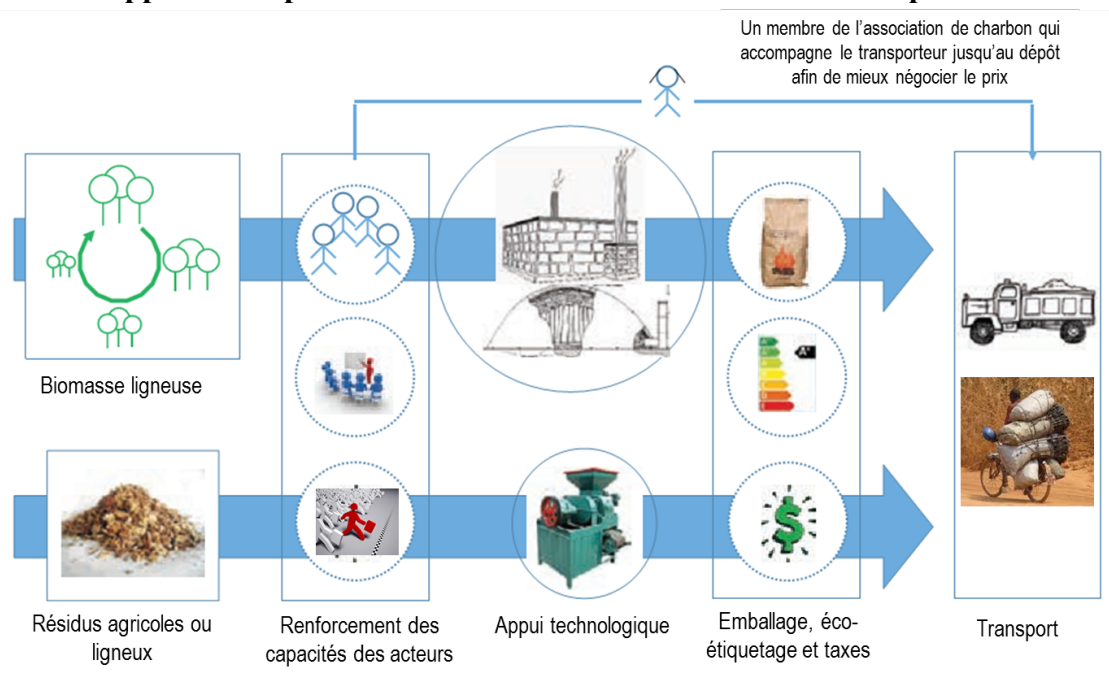 Un membre de l’association de charbon qui
accompagne le transporteur jusqu’au dépôt
afin de mieux négocier le prix
Biomasse ligneuse
A+
Résidus agricoles ou
ligneux
Renforcement des
capacités des acteurs
Appui technologique
Emballage, éco-
étiquetage et taxes
Transport